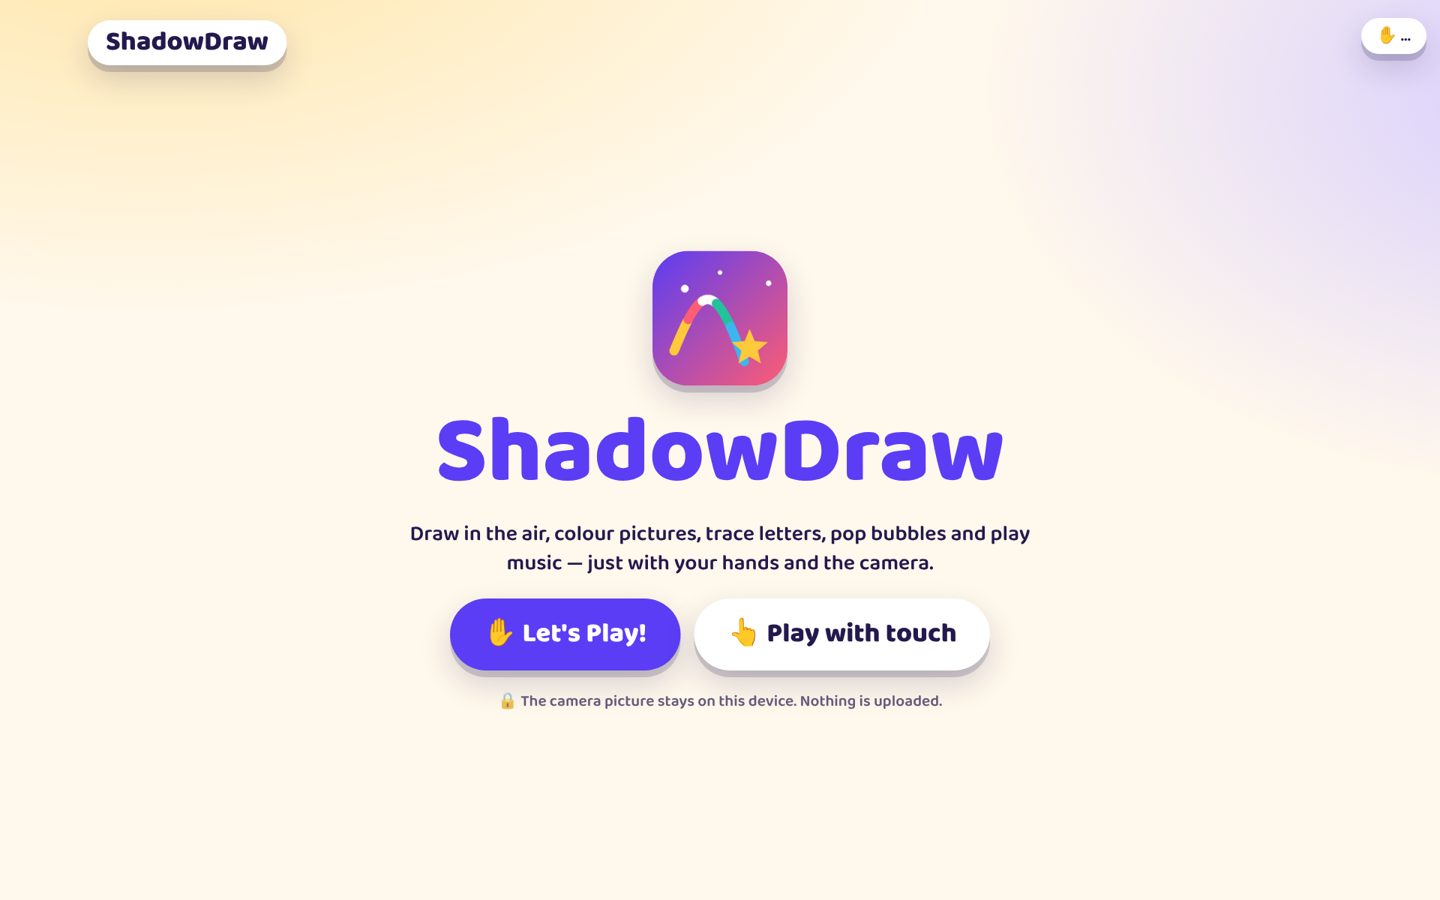 ShadowDraw
✋ ...
ShadowDraw
Draw in the air, colour pictures, trace letters, pop bubbles and play
music — just with your hands and the camera.
✋ Let's Play!
👆 Play with touch
🔒 The camera picture stays on this device. Nothing is uploaded.